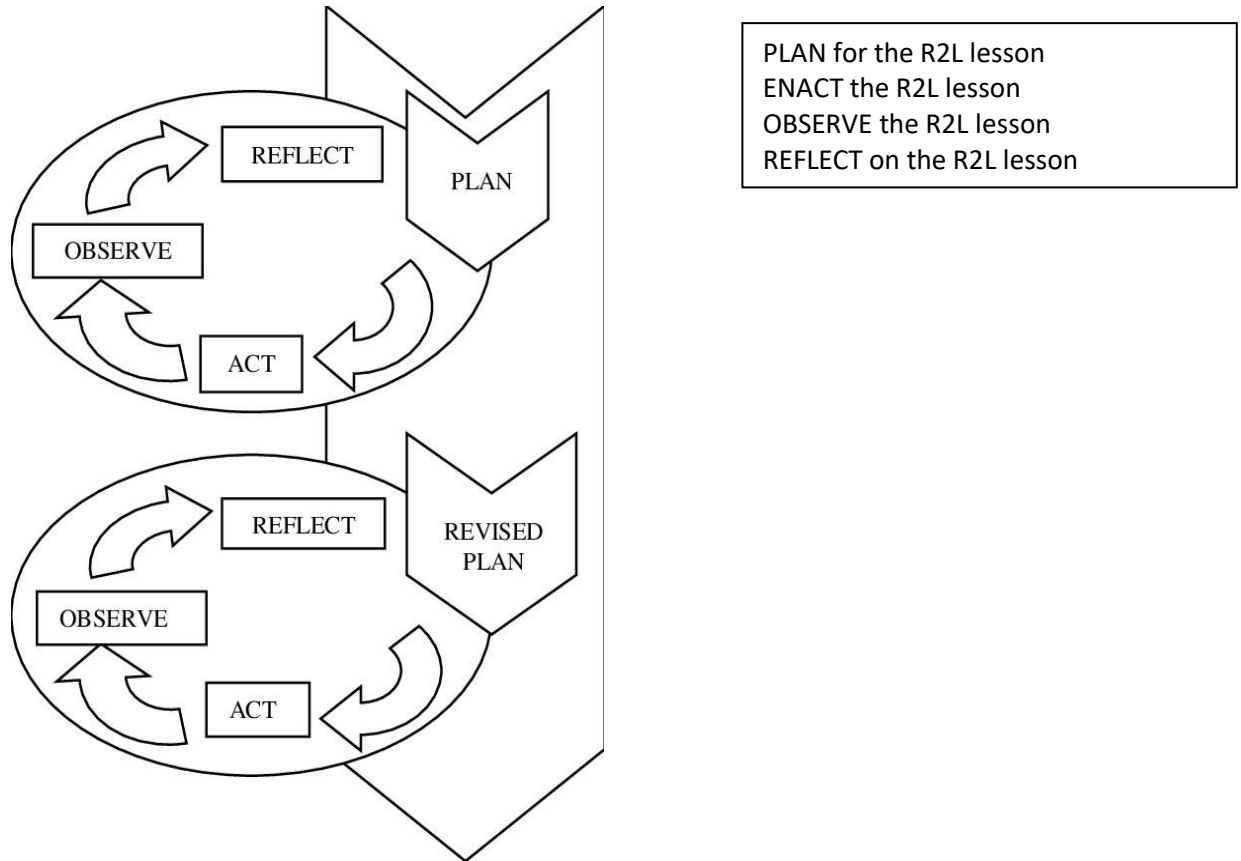 REFLECT
PLAN
OBSERVE
ACT
REFLECT
REVISED
PLAN
OBSERVE
ACT
PLAN for the R2L lesson
ENACT the R2L lesson
OBSERVE the R2L lesson
REFLECT on the R2L lesson